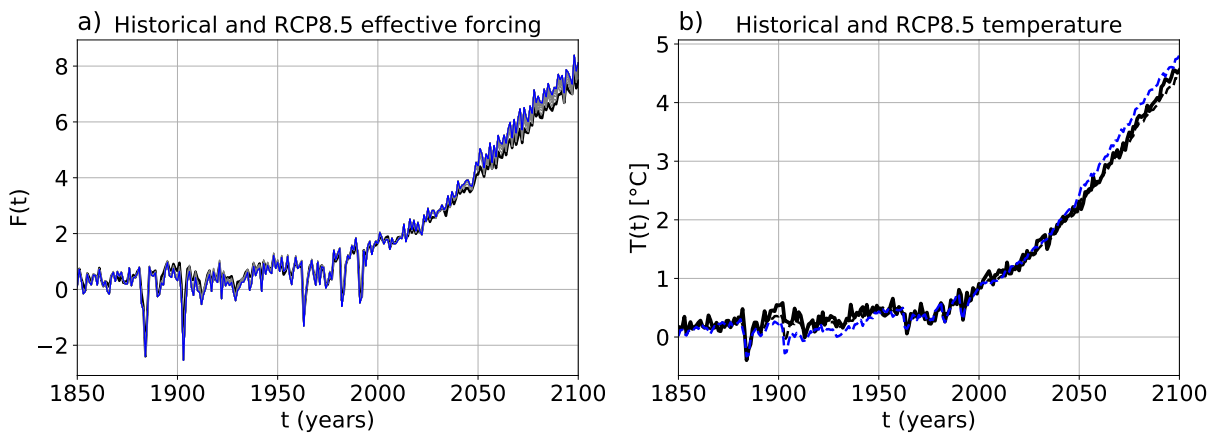 a) Historical and RCP8.5 effective forcing
8
6
4
2
0
−2
F(t)
1850 1900 1950 2000 2050 2100
t (years)
b) Historical and RCP8.5 temperature
5
4
3
2
1
0
T(t) [°C]
1850 1900 1950 2000 2050 2100
t (years)